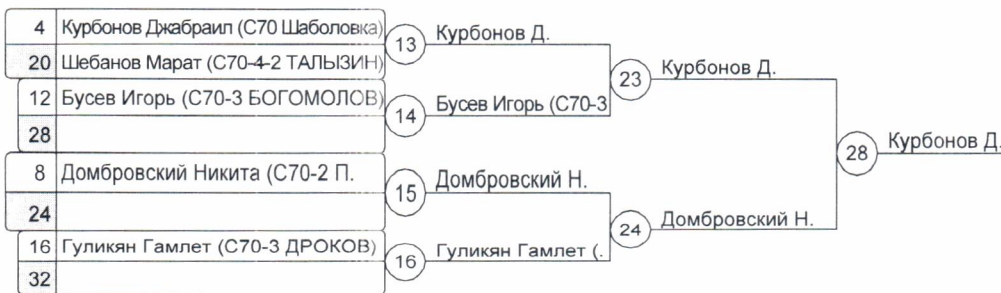 4 Курбонов Джабраил (С70 Шаболовка)
20 Шебанов Марат (С70-4-2 ТАЛЫЗИН)
13 Курбонов Д.
12 Бусев Игорь (С70-3 БОГОМОЛОВ)
28
14 Бусев Игорь (С70-3
23 Курбонов Д.
8 Домбровский Никита (С70-2 П.
24
15 Домбровский Н.
16 Гуликян Гамлет (С70-3 ДРОКОВ)
32
16 Гуликян Гамлет (.
24 Домбровский Н.
28 Курбонов Д.